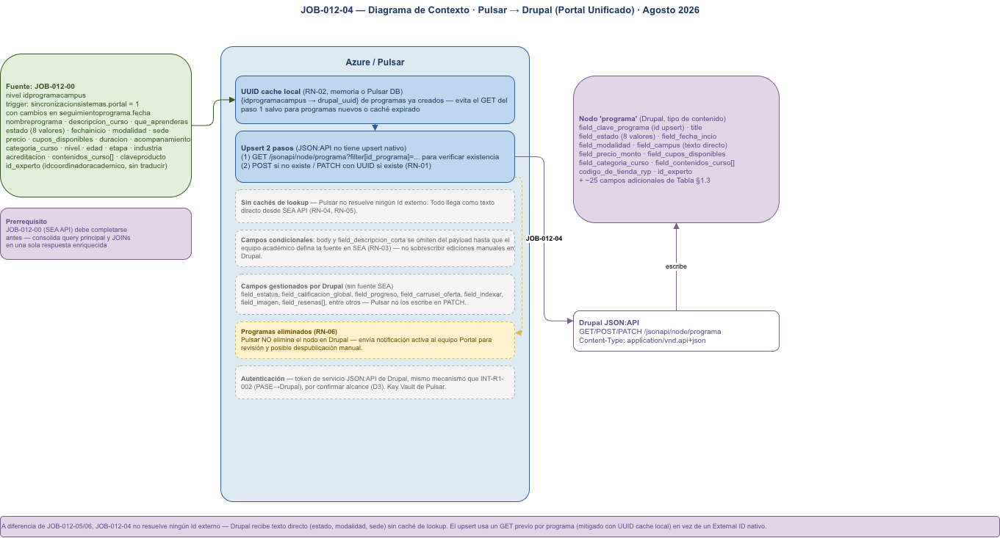 JOB-012-04 — Diagrama de Contexto · Pulsar → Drupal (Portal Unificado) · Agosto 2026
Fuente: JOB-012-00
nivel idprogramacampus
trigger: sincronizacionsistemas.portal = 1
con cambios en seguimientoprograma.fecha
nombreprograma · descripcion_curso · que_aprenderas
estado (8 valores) · fechainicio · modalidad · sede
precio · cupos_disponibles · duracion · acompanamiento
categoria_curso · nivel · edad · etapa · industria
acreditacion · contenidos_curso[] · claveproducto
id_experto (idcoordinadoracademico, sin traducir)
Prerrequisito
JOB-012-00 (SEA API) debe completarse
antes — consolida query principal y JOINs
en una sola respuesta enriquecida
Azure / Pulsar
UUID cache local (RN-02, memoria o Pulsar DB)
{idprogramacampus → drupal_uuid} de programas ya creados — evita el GET del
paso 1 salvo para programas nuevos o caché expirado
Upsert 2 pasos (JSON:API no tiene upsert nativo)
(1) GET /jsonapi/node/programa?filter[id_programa]=... para verificar existencia
(2) POST si no existe / PATCH con UUID si existe (RN-01)
Sin cachés de lookup — Pulsar no resuelve ningún Id externo. Todo llega como texto
directo desde SEA API (RN-04, RN-05).
Campos condicionales: body y field_descripcion_corta se omiten del payload hasta que el
equipo académico defina la fuente en SEA (RN-03) — no sobrescribir ediciones manuales en
Drupal.
Campos gestionados por Drupal (sin fuente SEA)
field_estatus, field_calificacion_global, field_progreso, field_carrusel_oferta, field_indexar,
field_imagen, field_resenas[], entre otros — Pulsar no los escribe en PATCH.
Programas eliminados (RN-06)
Pulsar NO elimina el nodo en Drupal — envía notificación activa al equipo Portal para
revisión y posible despublicación manual.
Autenticación — token de servicio JSON:API de Drupal, mismo mecanismo que INT-R1-
002 (PASE→Drupal), por confirmar alcance (D3). Key Vault de Pulsar.
JOB-012-04
Nodo 'programa' (Drupal, tipo de contenido)
field_clave_programa (id upsert) · title
field_estado (8 valores) · field_fecha_incio
field_modalidad · field_campus (texto directo)
field_precio_monto · field_cupos_disponibles
field_categoria_curso · field_contenidos_curso[]
codigo_de_tienda_ryp · id_experto
+ ~25 campos adicionales de Tabla §1.3
escribe
Drupal JSON:API
GET/POST/PATCH /jsonapi/node/programa
Content-Type: application/vnd.api+json
A diferencia de JOB-012-05/06, JOB-012-04 no resuelve ningún Id externo — Drupal recibe texto directo (estado, modalidad, sede) sin caché de lookup. El upsert usa un GET previo por programa (mitigado con UUID cache local) en vez de un External ID nativo.